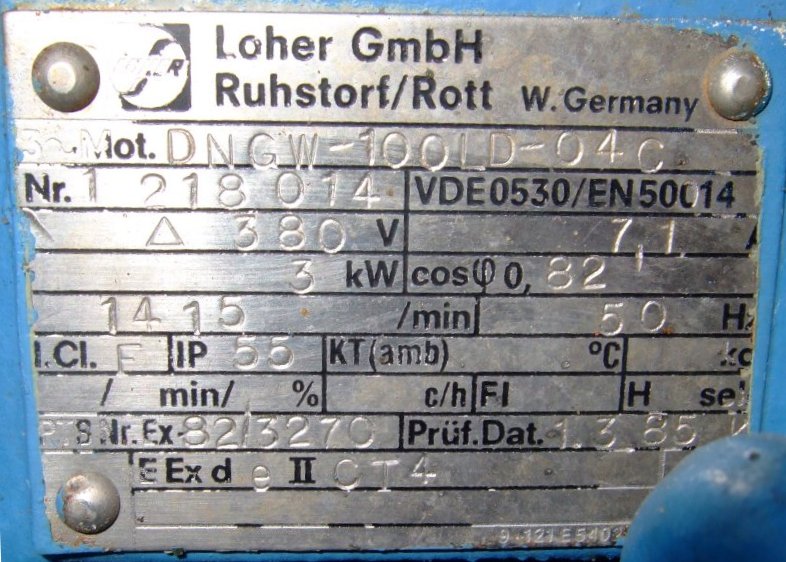 Loher GmbH
Ruhstorf/Rott W. Germany
3~Mot. DNGW-100LD-04C
Nr. 1 218 014 VDE0530/EN50014
Δ 380 V 7,1 A
3 kW cosφ 0,82
1415 /min 50 Hz
I.Cl. F IP 55 KT(amb) °C
/ min/ % c/h FI H
Nr. Ex-82/3270 Prüf.Dat. 1.3.85
EEx d e II CT4